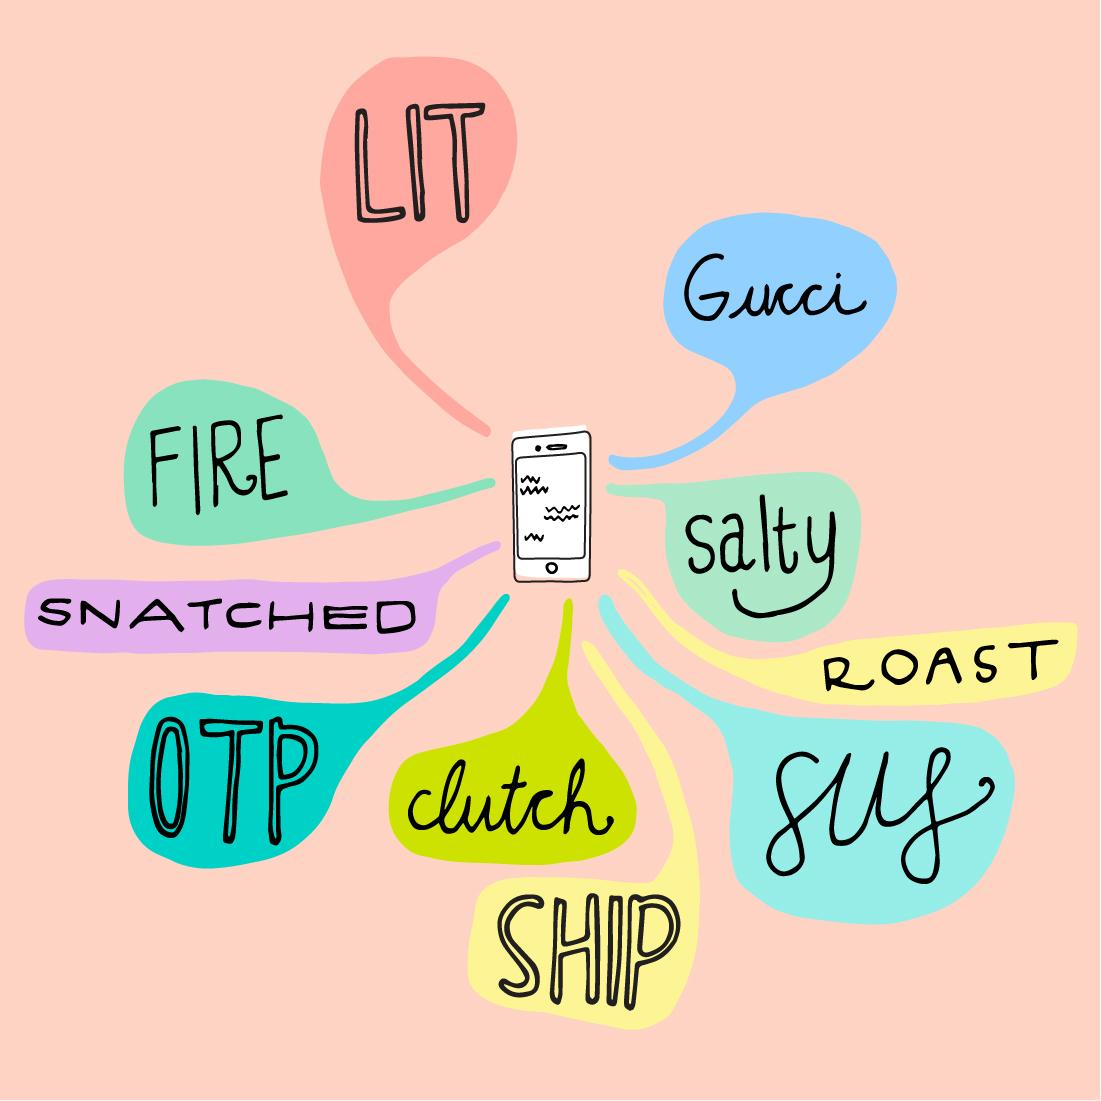 LIT
Gucci
FIRE
salty
SNATCHED
ROAST
OTP
clutch
sus
SHIP